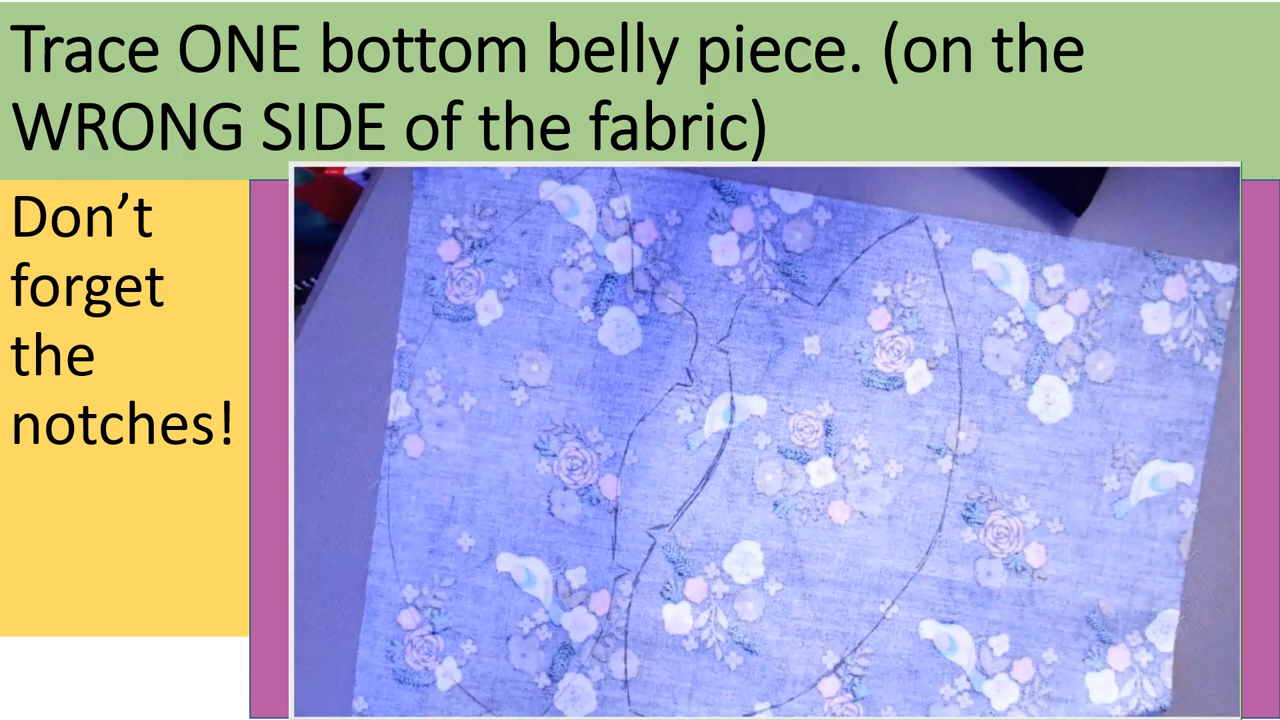 Trace ONE bottom belly piece. (on the
WRONG SIDE of the fabric)
Don’t
forget
the
notches!